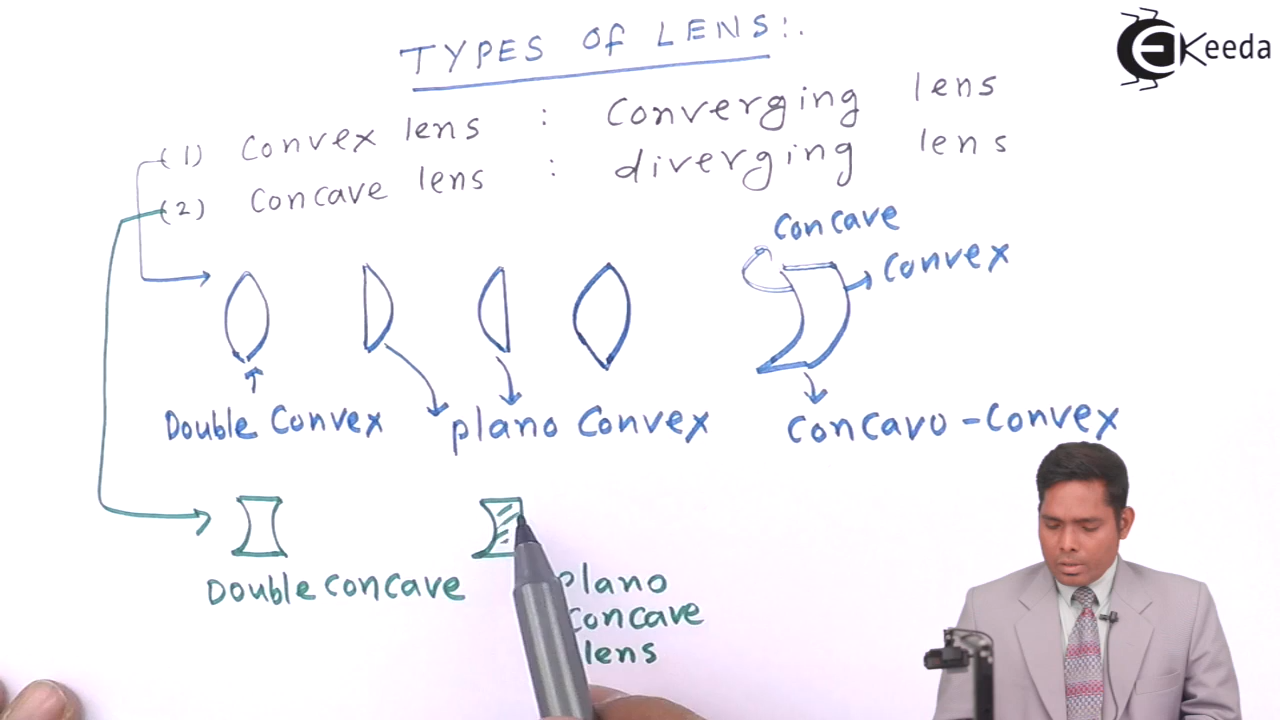 TYPES Of LENS:.
EKeeda
(1) Convex lens : Converging lens
(2) Concave lens : diverging lens
Concave
Convex
Double Convex
plano Convex
Concavo-Convex
Double concave
plano
Concave
lens